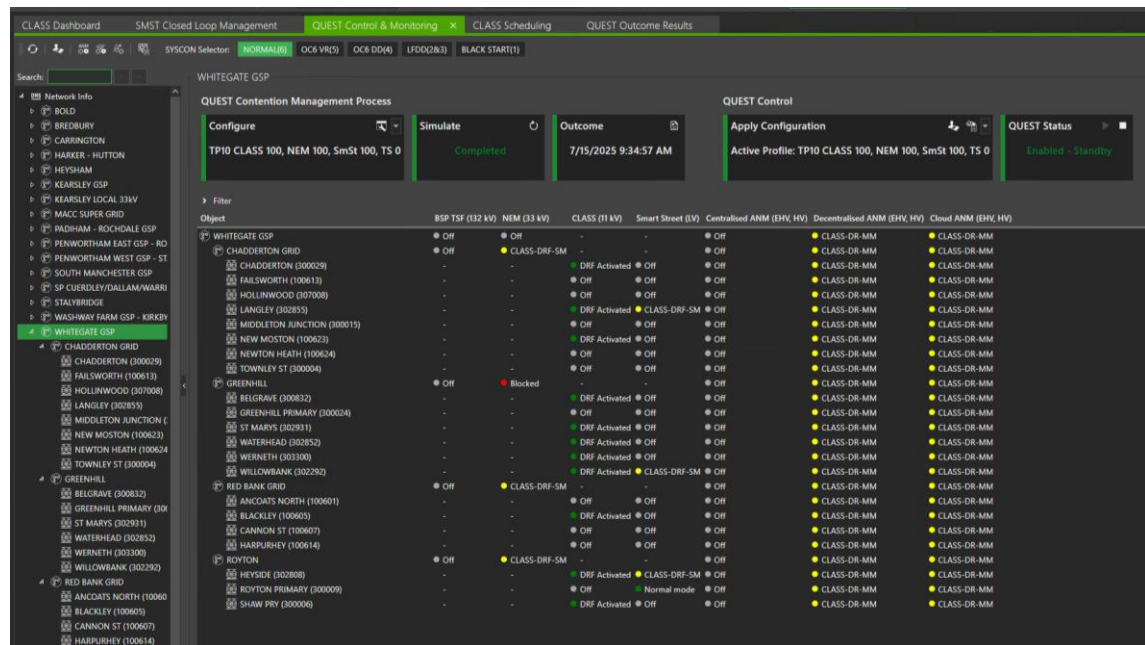 CLASS Dashboard SMST Closed Loop Management QUEST Control & Monitoring × CLASS Scheduling QUEST Outcome Results
SYSCON Selector: NORMAL(6) OC6 VR(5) OC6 DD(4) LFDD(2&3) BLACK START(1)
Search:
Network Info
BOLD
BREDBURY
CARRINGTON
HARKER - HUTTON
HEYSHAM
KEARSLEY GSP
KEARSLEY LOCAL 33kV
MACC SUPER GRID
PADIHAM - ROCHDALE GSP
PENWORTHAM EAST GSP - RO
PENWORTHAM WEST GSP - ST
SOUTH MANCHESTER GSP
SP CUERDLEY/DALLAM/WARRI
STALYBRIDGE
WASHWAY FARM GSP - KIRKBY
WHITEGATE GSP
CHADDERTON GRID
CHADDERTON (300029)
FAILSWORTH (100613)
HOLLINWOOD (307008)
LANGLEY (302855)
MIDDLETON JUNCTION (
NEW MOSTON (100623)
NEWTON HEATH (100624
TOWNLEY ST (300004)
GREENHILL
BELGRAVE (300832)
GREENHILL PRIMARY (300
ST MARYS (302931)
WATERHEAD (302852)
WERNETH (303300)
WILLOWBANK (302292)
RED BANK GRID
ANCOATS NORTH (10060
BLACKLEY (100605)
CANNON ST (100607)
HARPURHEY (100614)
WHITEGATE GSP
QUEST Contention Management Process QUEST Control
Configure Simulate Outcome Apply Configuration QUEST Status
TP10 CLASS 100, NEM 100, SmSt 100, TS 0 Completed 7/15/2025 9:34:57 AM Active Profile: TP10 CLASS 100, NEM 100, SmSt 100, TS 0 Enabled - Standby
Filter
Object BSP TSF (132 kV) NEM (33 kV) CLASS (11 kV) Smart Street (LV) Centralised ANM (EHV, HV) Decentralised ANM (EHV, HV) Cloud ANM (EHV, HV)
WHITEGATE GSP Off Off - - Off CLASS-DR-MM CLASS-DR-MM
CHADDERTON GRID Off CLASS-DRF-SM - - Off CLASS-DR-MM CLASS-DR-MM
CHADDERTON (300029) - - DRF Activated Off Off CLASS-DR-MM CLASS-DR-MM
FAILSWORTH (100613) - - Off Off Off CLASS-DR-MM CLASS-DR-MM
HOLLINWOOD (307008) - - Off Off Off CLASS-DR-MM CLASS-DR-MM
LANGLEY (302855) - - DRF Activated CLASS-DRF-SM Off CLASS-DR-MM CLASS-DR-MM
MIDDLETON JUNCTION (300015) - - Off Off Off CLASS-DR-MM CLASS-DR-MM
NEW MOSTON (100623) - - DRF Activated Off Off CLASS-DR-MM CLASS-DR-MM
NEWTON HEATH (100624) - - Off Off Off CLASS-DR-MM CLASS-DR-MM
TOWNLEY ST (300004) - - Off Off Off CLASS-DR-MM CLASS-DR-MM
GREENHILL Off Blocked - - Off CLASS-DR-MM CLASS-DR-MM
BELGRAVE (300832) - - DRF Activated Off Off CLASS-DR-MM CLASS-DR-MM
GREENHILL PRIMARY (300024) - - Off Off Off CLASS-DR-MM CLASS-DR-MM
ST MARYS (302931) - - DRF Activated Off Off CLASS-DR-MM CLASS-DR-MM
WATERHEAD (302852) - - DRF Activated Off Off CLASS-DR-MM CLASS-DR-MM
WERNETH (303300) - - DRF Activated Off Off CLASS-DR-MM CLASS-DR-MM
WILLOWBANK (302292) - - DRF Activated CLASS-DRF-SM Off CLASS-DR-MM CLASS-DR-MM
RED BANK GRID Off CLASS-DRF-SM - - Off CLASS-DR-MM CLASS-DR-MM
ANCOATS NORTH (100601) - - Off Off Off CLASS-DR-MM CLASS-DR-MM
BLACKLEY (100605) - - DRF Activated Off Off CLASS-DR-MM CLASS-DR-MM
CANNON ST (100607) - - Off Off Off CLASS-DR-MM CLASS-DR-MM
HARPURHEY (100614) - - Off Off Off CLASS-DR-MM CLASS-DR-MM
ROYTON Off CLASS-DRF-SM - - Off CLASS-DR-MM CLASS-DR-MM
HEYSIDE (302808) - - DRF Activated CLASS-DRF-SM Off CLASS-DR-MM CLASS-DR-MM
ROYTON PRIMARY (300009) - - Off Normal mode Off CLASS-DR-MM CLASS-DR-MM
SHAW PRY (300006) - - DRF Activated Off Off CLASS-DR-MM CLASS-DR-MM